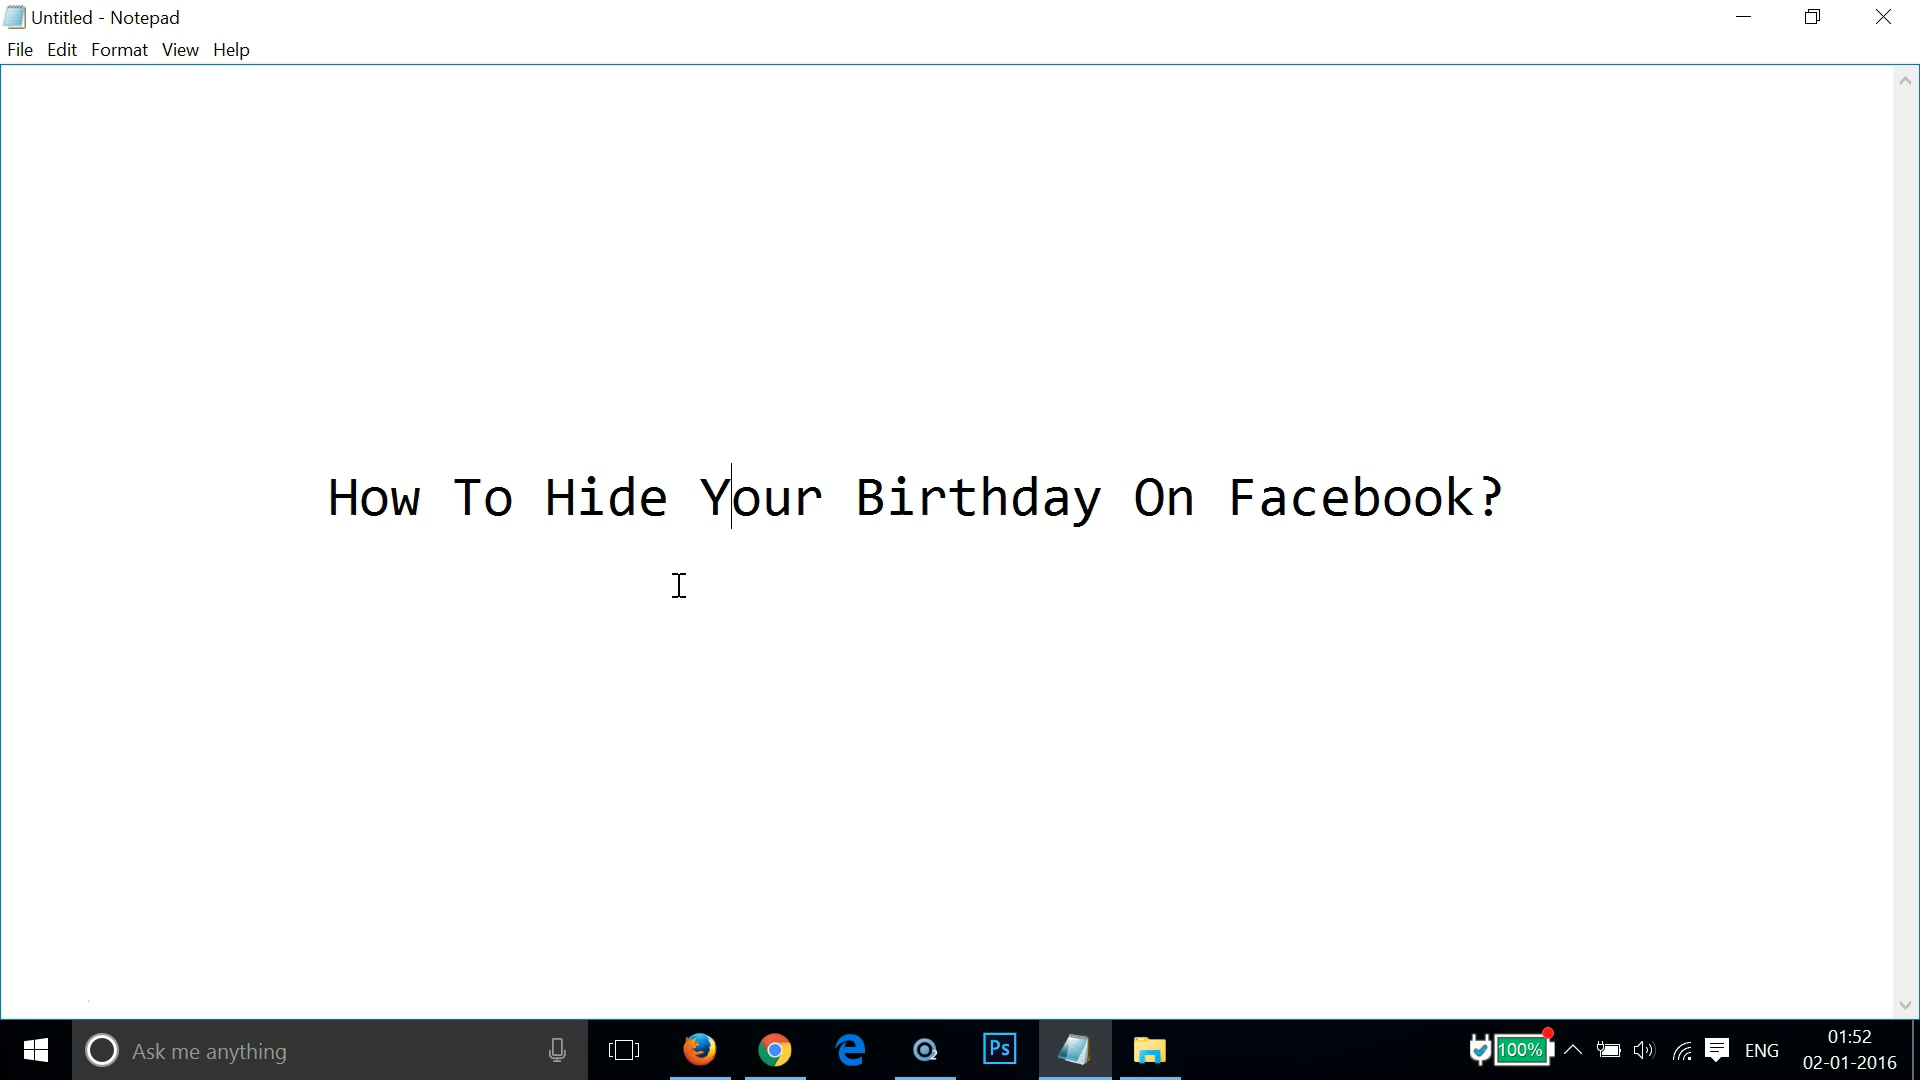 Untitled - Notepad
File Edit Format View Help
How To Hide Your Birthday On Facebook?
Ask me anything
Ps
100%
ENG
01:52
02-01-2016